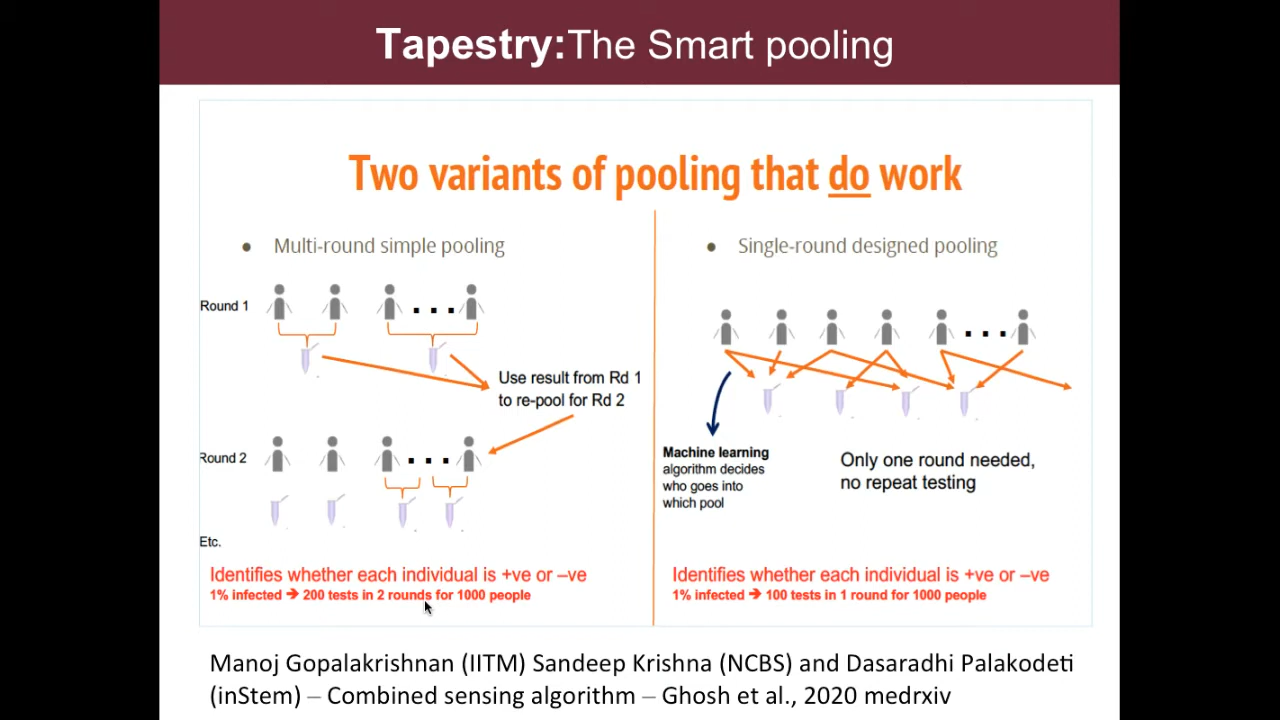 Tapestry:The Smart pooling
Two variants of pooling that do work
● Multi-round simple pooling
Round 1
...
Use result from Rd 1
to re-pool for Rd 2
Round 2
...
Etc.
Identifies whether each individual is +ve or –ve
1% infected ➔ 200 tests in 2 rounds for 1000 people
● Single-round designed pooling
...
Machine learning
algorithm decides
who goes into
which pool
Only one round needed,
no repeat testing
Identifies whether each individual is +ve or –ve
1% infected ➔ 100 tests in 1 round for 1000 people
Manoj Gopalakrishnan (IITM) Sandeep Krishna (NCBS) and Dasaradhi Palakodeti
(inStem) – Combined sensing algorithm – Ghosh et al., 2020 medrxiv